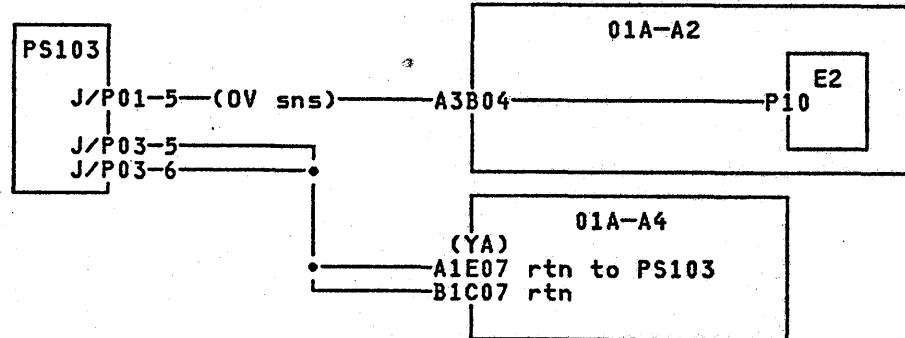 01A-A2
PS103
E2
J/P01-5 (OV sns) A3B04 P10
J/P03-5
J/P03-6
01A-A4
(YA)
A1E07 rtn to PS103
B1C07 rtn